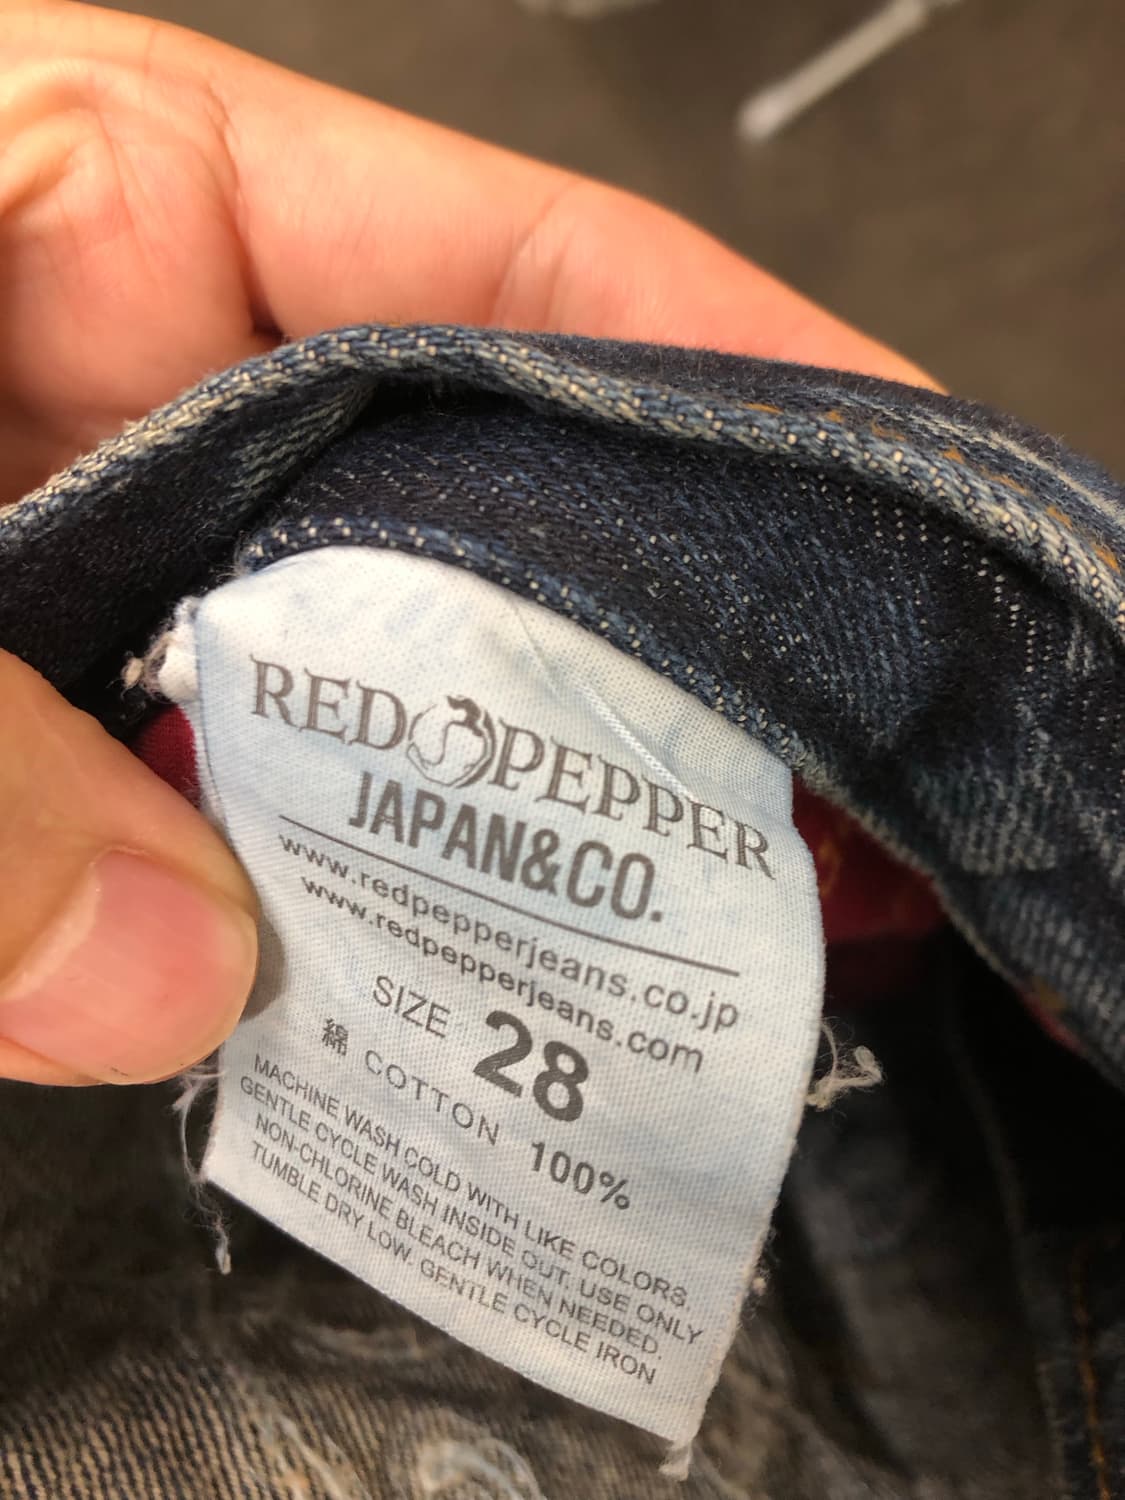 RED PEPPER
JAPAN&CO.
www.redpepperjeans.co.jp
www.redpepperjeans.com
SIZE 28
綿 COTTON 100%
MACHINE WASH COLD WITH LIKE COLORS.
GENTLE CYCLE WASH INSIDE OUT. USE ONLY
NON-CHLORINE BLEACH WHEN NEEDED.
TUMBLE DRY LOW. GENTLE CYCLE IRON